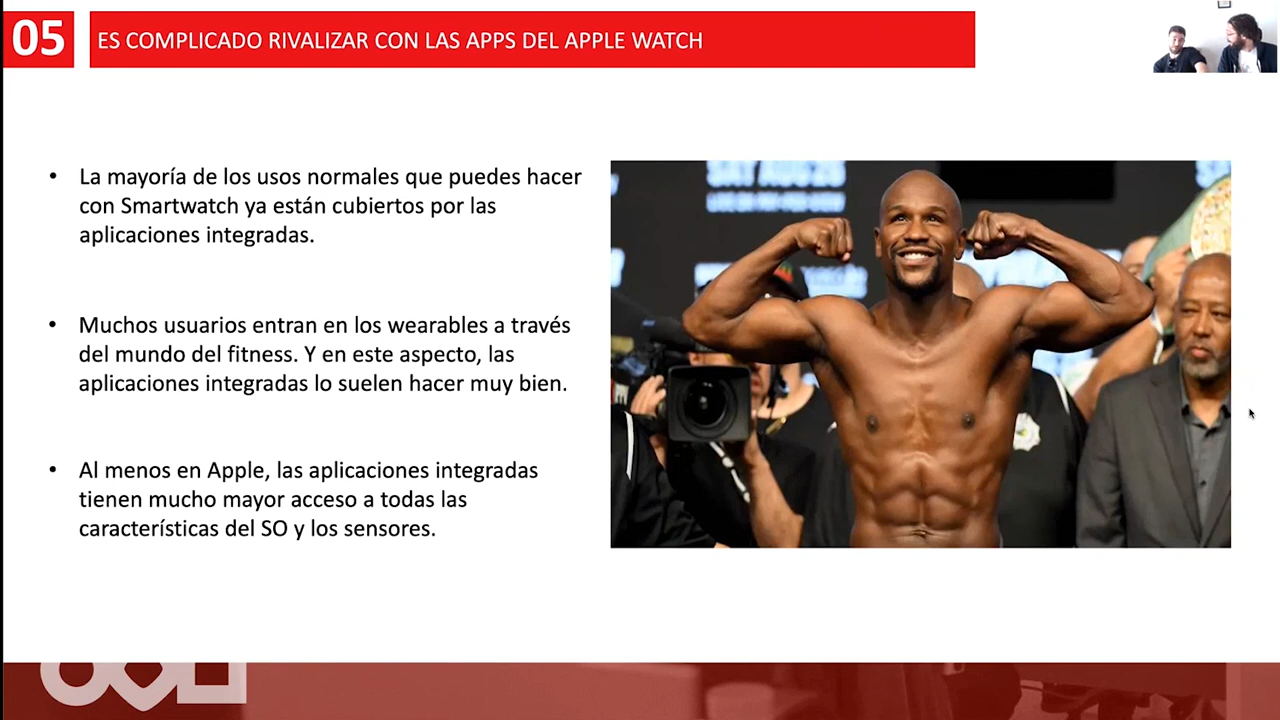 05
ES COMPLICADO RIVALIZAR CON LAS APPS DEL APPLE WATCH
• La mayoría de los usos normales que puedes hacer
con Smartwatch ya están cubiertos por las
aplicaciones integradas.
• Muchos usuarios entran en los wearables a través
del mundo del fitness. Y en este aspecto, las
aplicaciones integradas lo suelen hacer muy bien.
• Al menos en Apple, las aplicaciones integradas
tienen mucho mayor acceso a todas las
características del SO y los sensores.